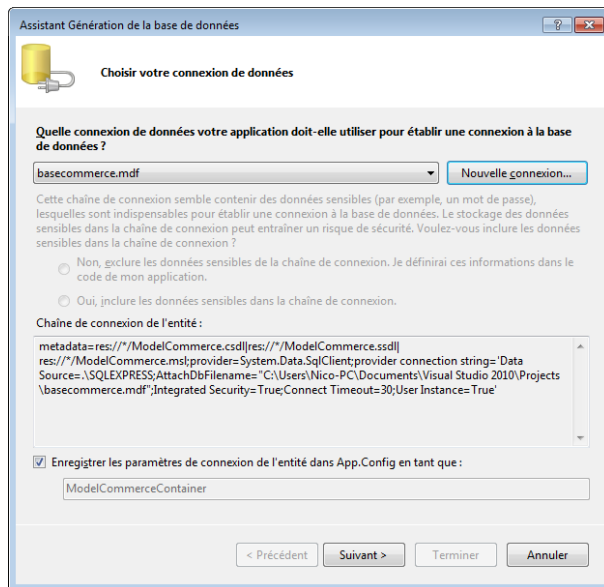 Assistant Génération de la base de données
Choisir votre connexion de données
Quelle connexion de données votre application doit-elle utiliser pour établir une connexion à la base
de données ?
basecommerce.mdf
Nouvelle connexion...
Cette chaîne de connexion semble contenir des données sensibles (par exemple, un mot de passe),
lesquelles sont indispensables pour établir une connexion à la base de données. Le stockage des données
sensibles dans la chaîne de connexion peut entraîner un risque de sécurité. Voulez-vous inclure les données
sensibles dans la chaîne de connexion ?
Non, exclure les données sensibles de la chaîne de connexion. Je définirai ces informations dans le
code de mon application.
Oui, inclure les données sensibles dans la chaîne de connexion.
Chaîne de connexion de l'entité :
metadata=res://*/ModelCommerce.csdl|res://*/ModelCommerce.ssdl|
res://*/ModelCommerce.msl;provider=System.Data.SqlClient;provider connection string='Data
Source=.\SQLEXPRESS;AttachDbFilename="C:\Users\Nico-PC\Documents\Visual Studio 2010\Projects
\basecommerce.mdf";Integrated Security=True;Connect Timeout=30;User Instance=True'
Enregistrer les paramètres de connexion de l'entité dans App.Config en tant que :
ModelCommerceContainer
< Précédent
Suivant >
Terminer
Annuler